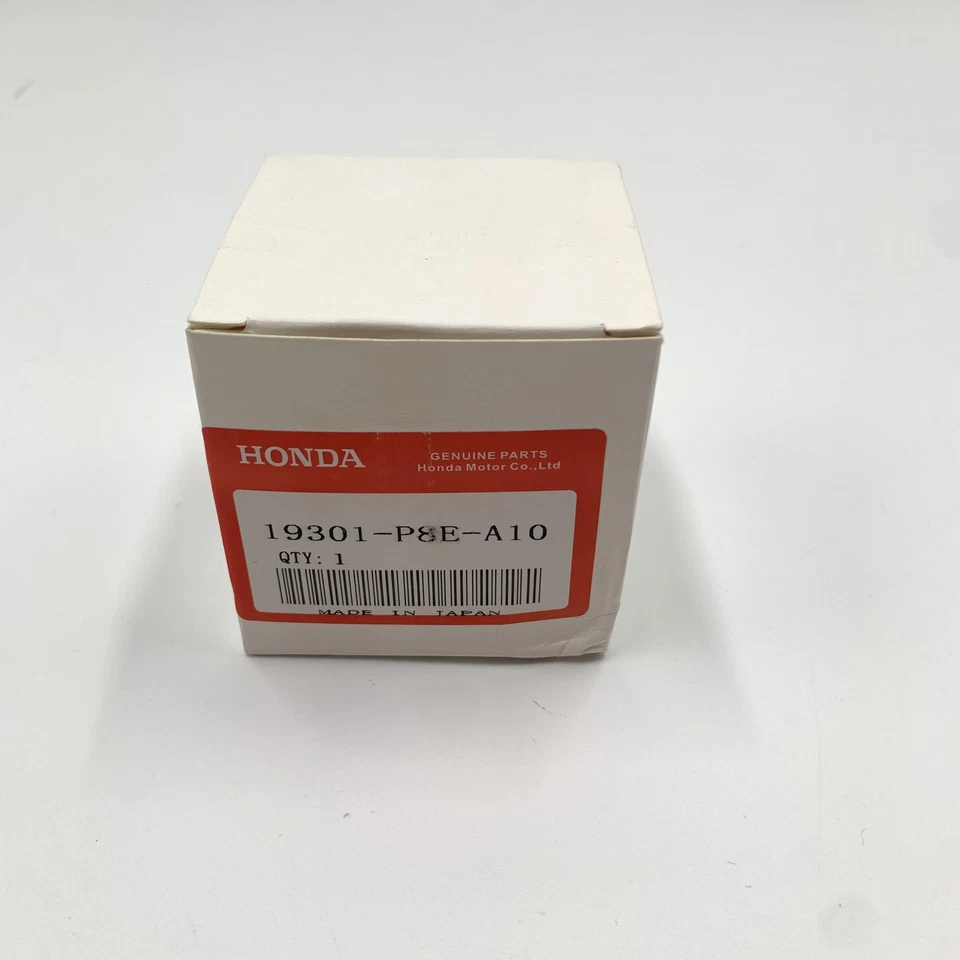 HONDA
GENUINE PARTS
Honda Motor Co.,Ltd
19301-P8E-A10
QTY: 1
MADE IN JAPAN